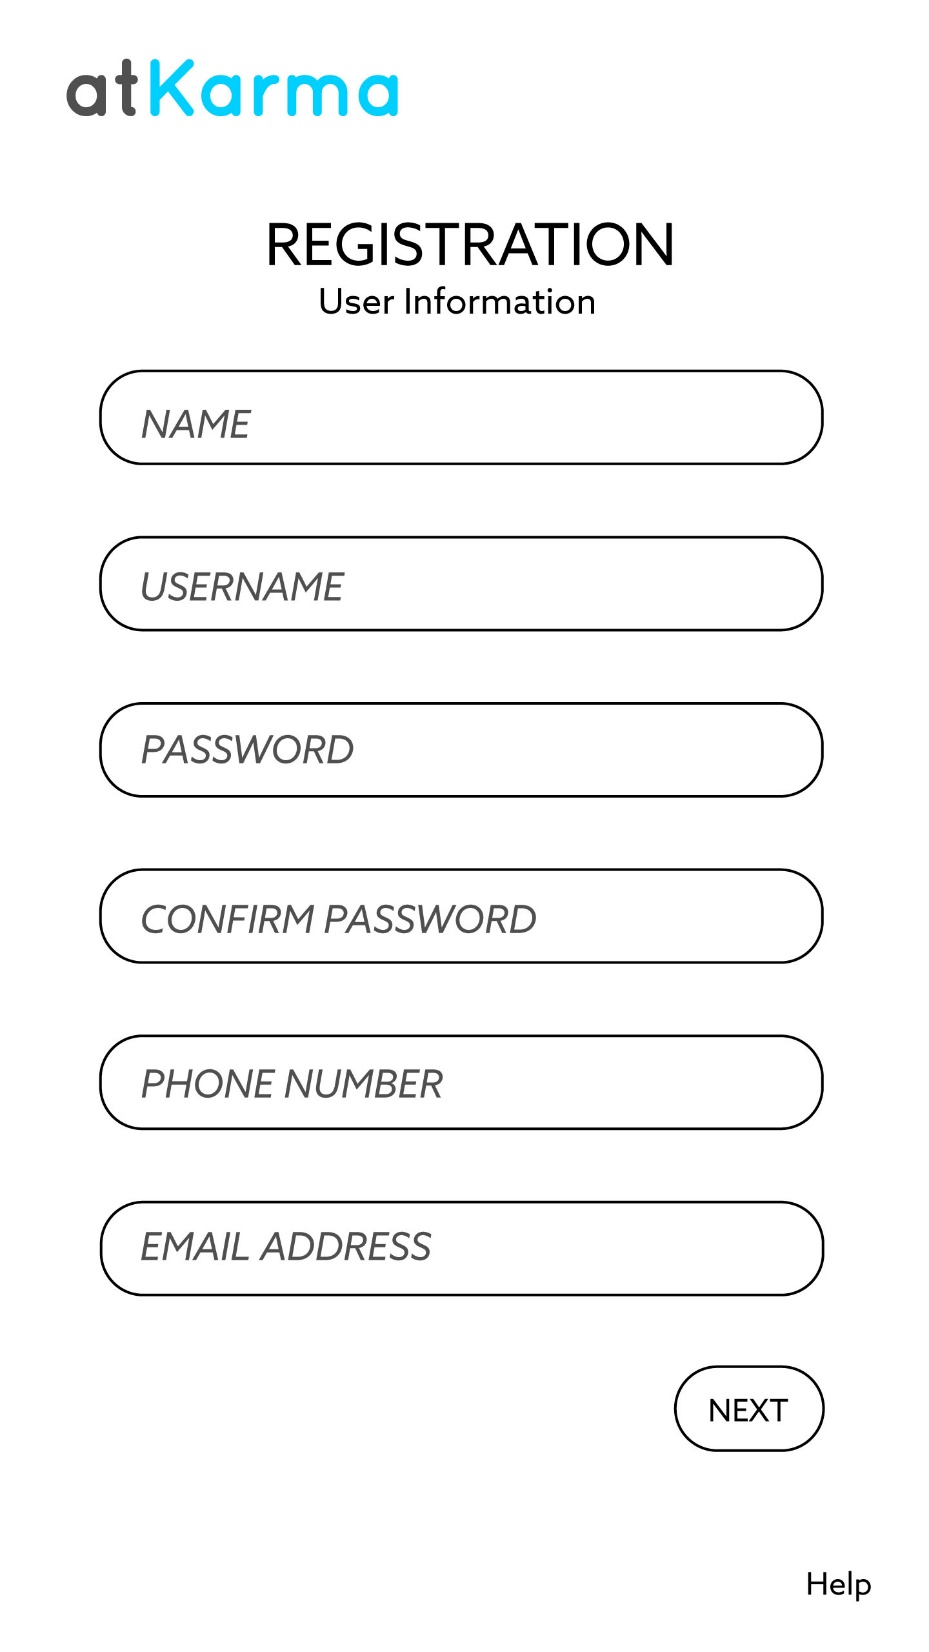 atKarma
REGISTRATION
User Information
NAME
USERNAME
PASSWORD
CONFIRM PASSWORD
PHONE NUMBER
EMAIL ADDRESS
NEXT
Help